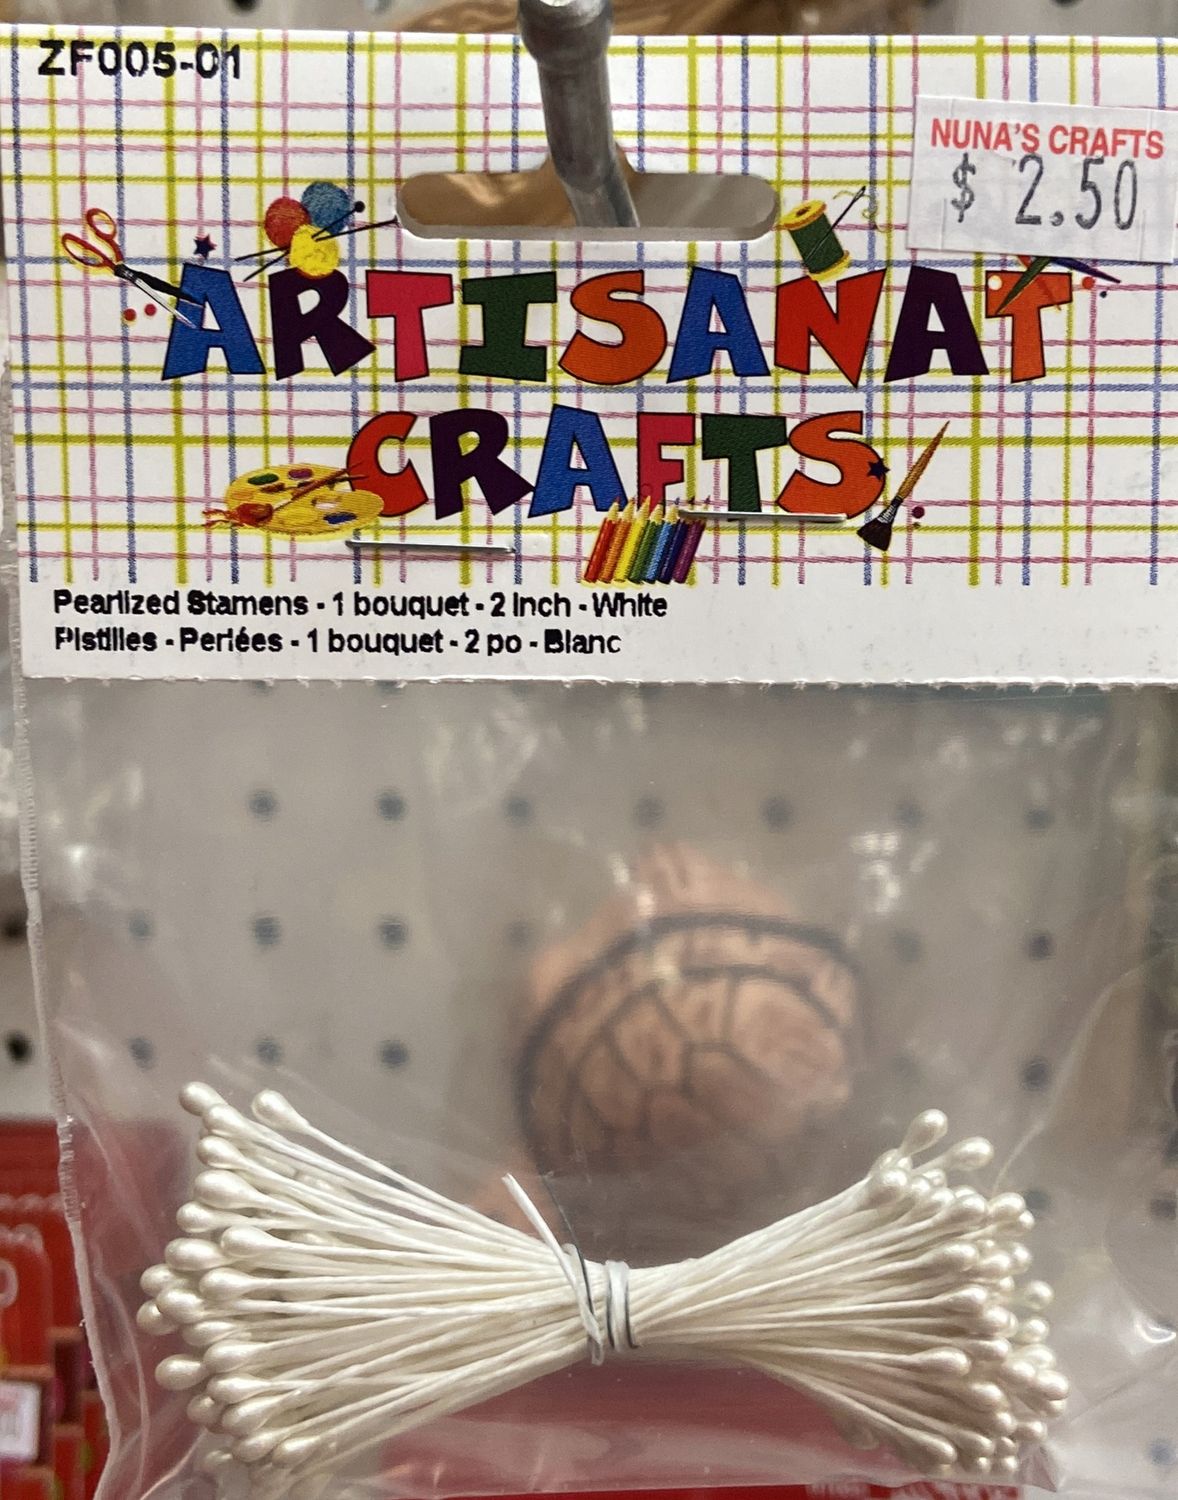 ZF005-01
NUNA'S CRAFTS
$ 2.50
ARTISANAT
CRAFTS
Pearlized Stamens - 1 bouquet - 2 Inch - White
Pistilles - Perlées - 1 bouquet - 2 po - Blanc